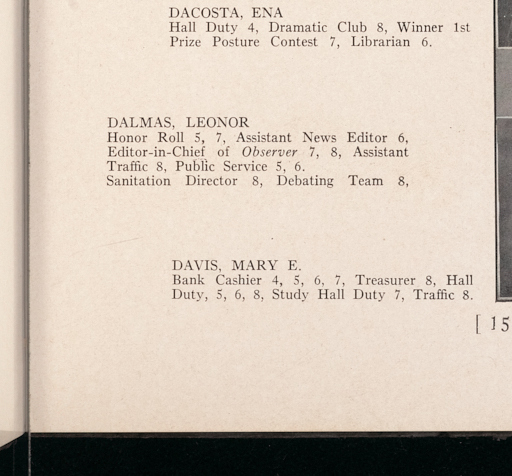 DACOSTA, ENA
Hall Duty 4, Dramatic Club 8, Winner 1st
Prize Posture Contest 7, Librarian 6.
DALMAS, LEONOR
Honor Roll 5, 7, Assistant News Editor 6,
Editor-in-Chief of Observer 7, 8, Assistant
Traffic 8, Public Service 5, 6.
Sanitation Director 8, Debating Team 8,
DAVIS, MARY E.
Bank Cashier 4, 5, 6, 7, Treasurer 8, Hall
Duty, 5, 6, 8, Study Hall Duty 7, Traffic 8.
[ 15